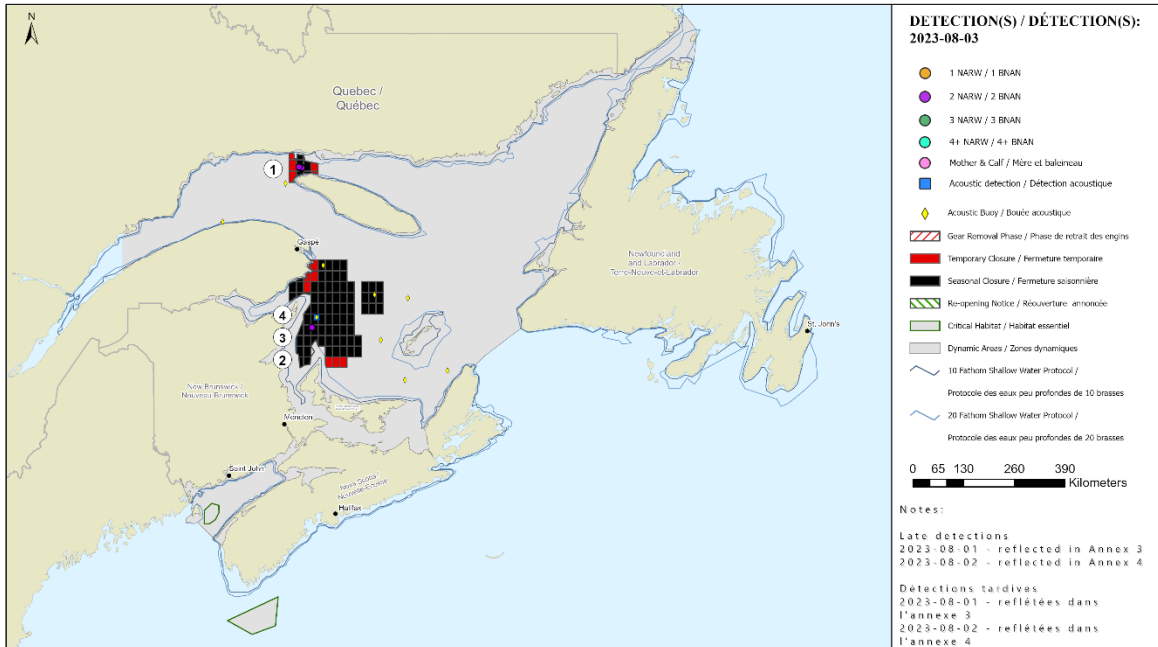 N
Quebec /
Québec
1
Gaspe
4
3
2
New Brunswick /
Nouveau-Brunswick
Moncton
Saint John
Nova Scotia /
Nouvelle-Écosse
Halifax
Newfoundland
and Labrador /
Terre-Neuve-et-Labrador
St. John's
DETECTION(S) / DÉTECTION(S):
2023-08-03
1 NARW / 1 BNAN
2 NARW / 2 BNAN
3 NARW / 3 BNAN
4+ NARW / 4+ BNAN
Mother & Calf / Mère et baleineau
Acoustic detection / Détection acoustique
Acoustic Buoy / Bouée acoustique
Gear Removal Phase / Phase de retrait des engins
Temporary Closure / Fermeture temporaire
Seasonal Closure / Fermeture saisonnière
Re-opening Notice / Réouverture annoncée
Critical Habitat / Habitat essentiel
Dynamic Areas / Zones dynamiques
10 Fathom Shallow Water Protocol /
Protocole des eaux peu profondes de 10 brasses
20 Fathom Shallow Water Protocol /
Protocole des eaux peu profondes de 20 brasses
0 65 130 260 390
Kilometers
Notes:
Late detections
2023-08-01 - reflected in Annex 3
2023-08-02 - reflected in Annex 4
Détections tardives
2023-08-01 - reflétées dans
l'annexe 3
2023-08-02 - reflétées dans
l'annexe 4